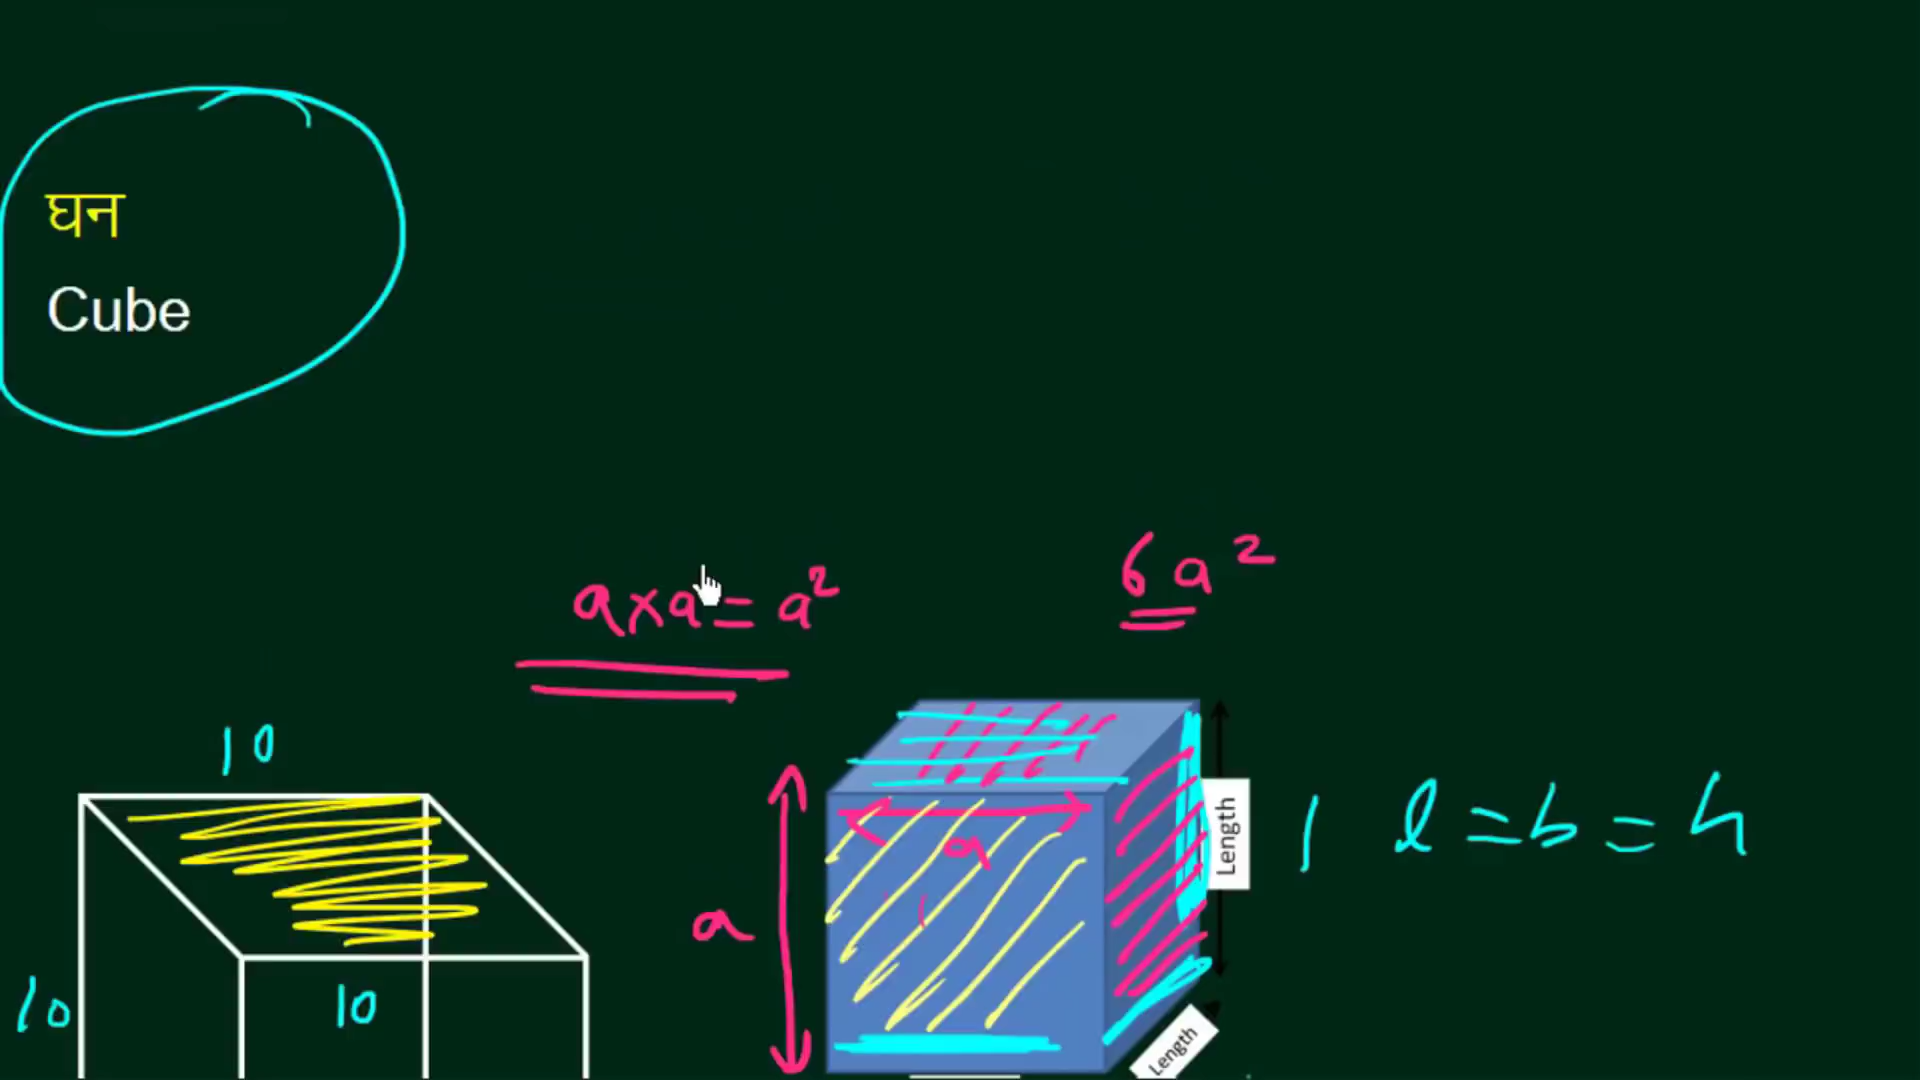 घन
Cube
a×a = a²
6a²
10
10
10
a
a
Length
Length
l = b = h